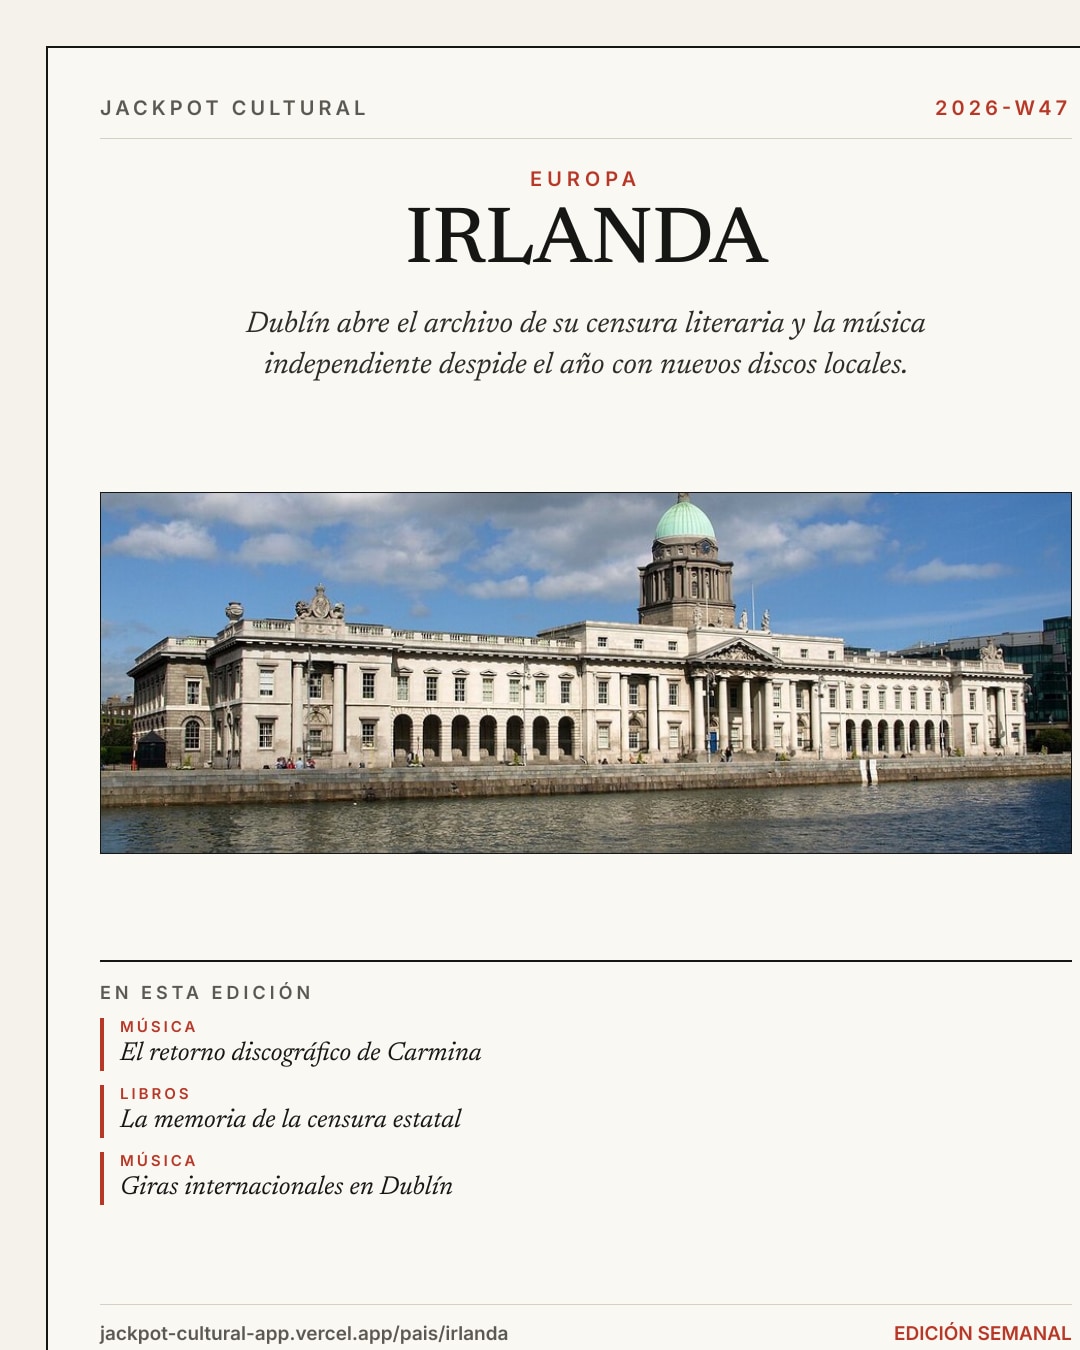 JACKPOT CULTURAL
2026-W47
EUROPA
IRLANDA
Dublín abre el archivo de su censura literaria y la música
independiente despide el año con nuevos discos locales.
EN ESTA EDICIÓN
MÚSICA
El retorno discográfico de Carmina
LIBROS
La memoria de la censura estatal
MÚSICA
Giras internacionales en Dublín
jackpot-cultural-app.vercel.app/pais/irlanda
EDICIÓN SEMANAL